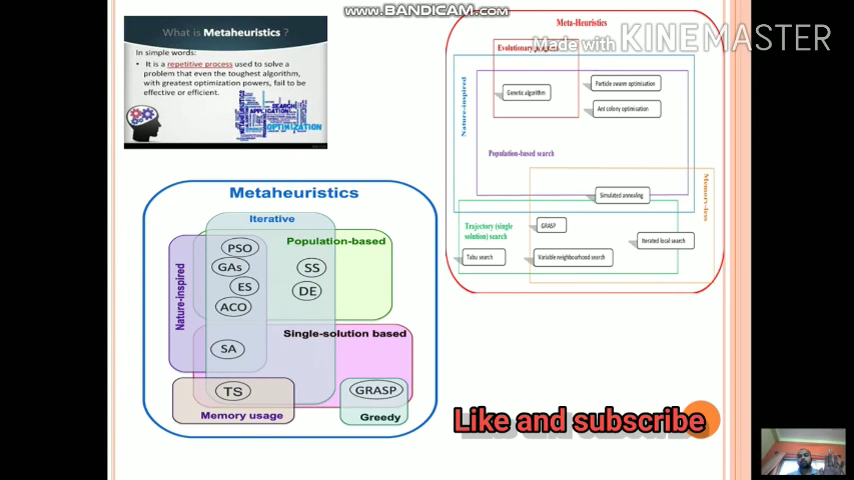 www.BANDICAM.com
Made with KINEMASTER
What is Metaheuristics ?
In simple words:
• It is a repetitive process used to solve a
problem that even the toughest algorithm,
with greatest optimization powers, fail to be
effective or efficient.
SEARCH
APPLICATION
OPTIMIZATION
Meta-Heuristics
Evolutionary
Nature-inspired
Genetic algorithm
Particle swarm optimisation
Ant colony optimisation
Population-based search
Memory-less
Simulated annealing
Trajectory (single
solution) search
GRASP
Iterated local search
Tabu search
Variable neighbourhood search
Metaheuristics
Iterative
Population-based
Nature-inspired
PSO
GAs
SS
ES
DE
ACO
Single-solution based
SA
TS
GRASP
Memory usage
Greedy
Like and subscribe